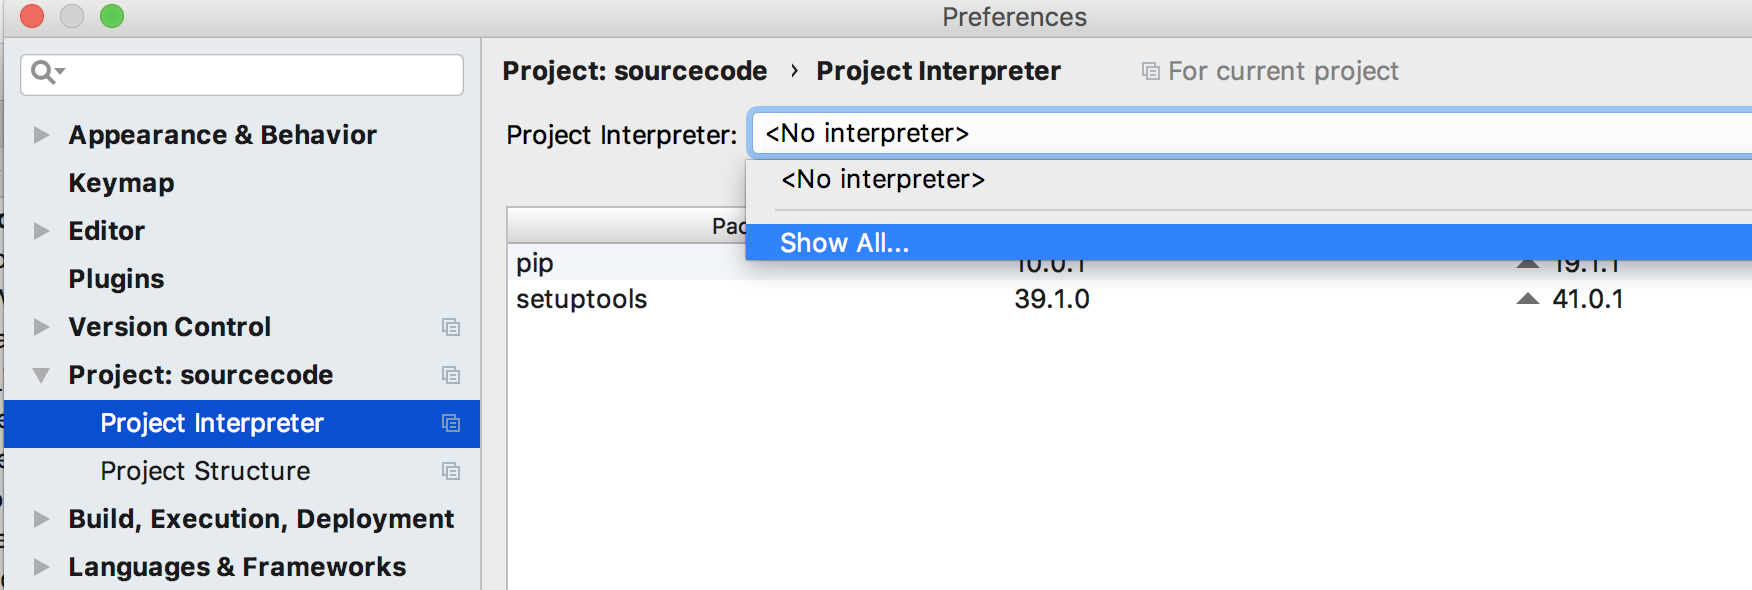 Preferences
Project: sourcecode › Project Interpreter For current project
Project Interpreter: <No interpreter>
<No interpreter>
Show All...
pip 10.0.1 19.1.1
setuptools 39.1.0 41.0.1
Appearance & Behavior
Keymap
Editor
Plugins
Version Control
Project: sourcecode
Project Interpreter
Project Structure
Build, Execution, Deployment
Languages & Frameworks